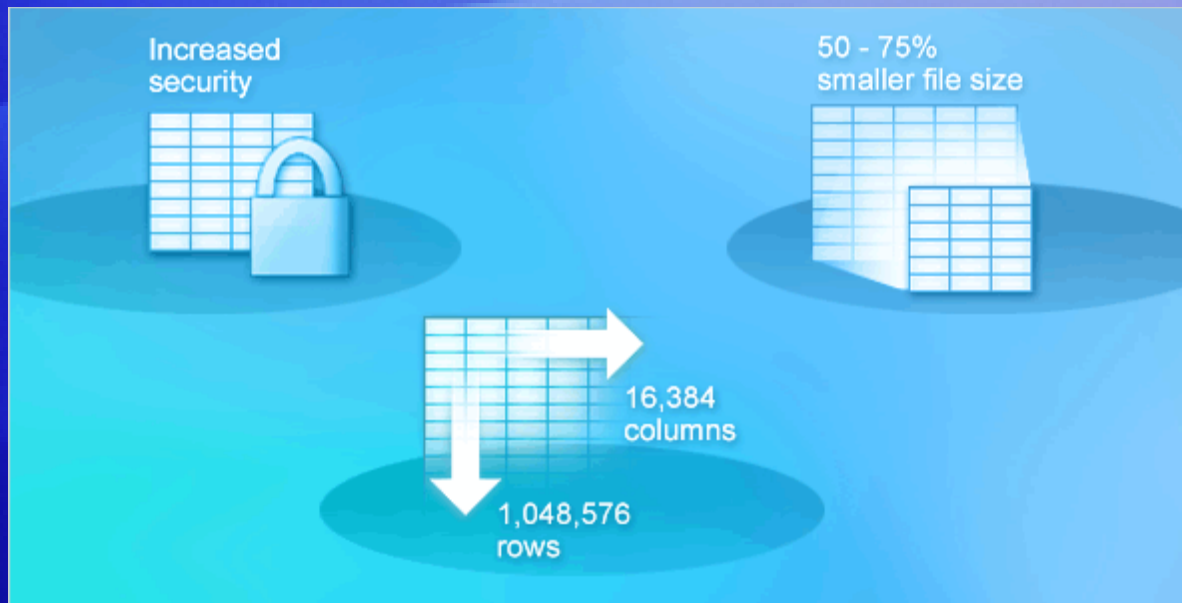 Increased
security
50 - 75%
smaller file size
16,384
columns
1,048,576
rows